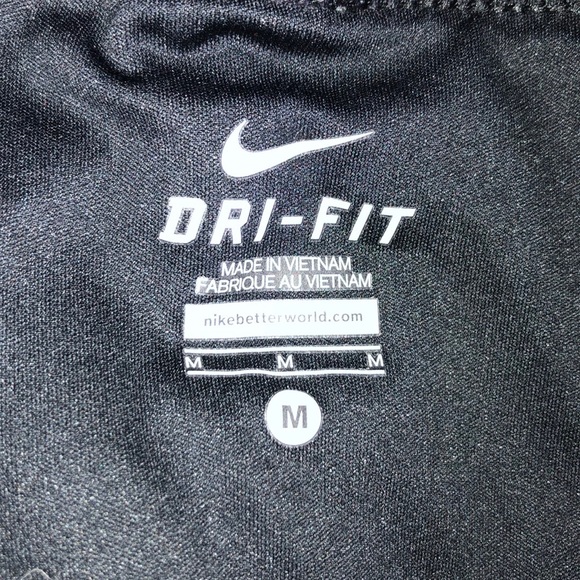 DRI-FIT
MADE IN VIETNAM
FABRIQUE AU VIETNAM
nikebetterworld.com
M M M
M